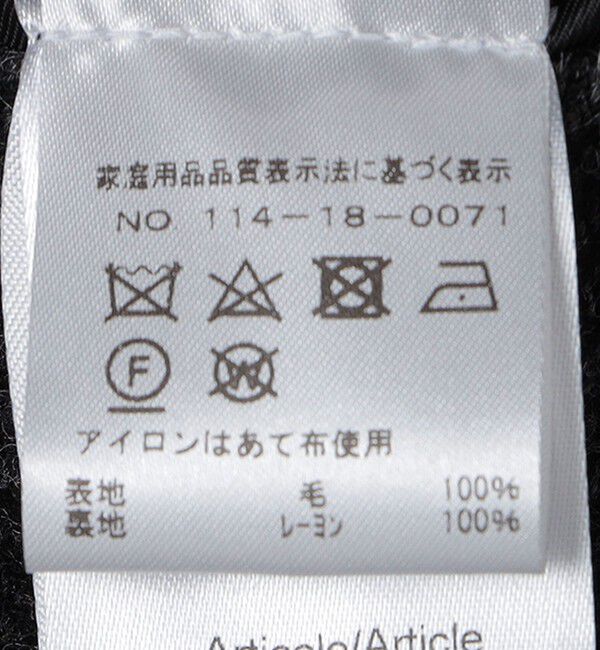 家庭用品品質表示法に基づく表示
NO 114-18-0071
F W
アイロンはあて布使用
表地 毛 100%
裏地 レーヨン 100%
Articolo/Article